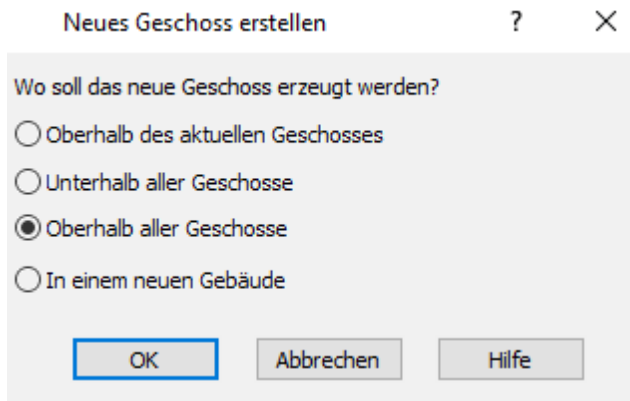 Neues Geschoss erstellen ?
Wo soll das neue Geschoss erzeugt werden?
Oberhalb des aktuellen Geschosses
Unterhalb aller Geschosse
Oberhalb aller Geschosse
In einem neuen Gebäude
OK Abbrechen Hilfe